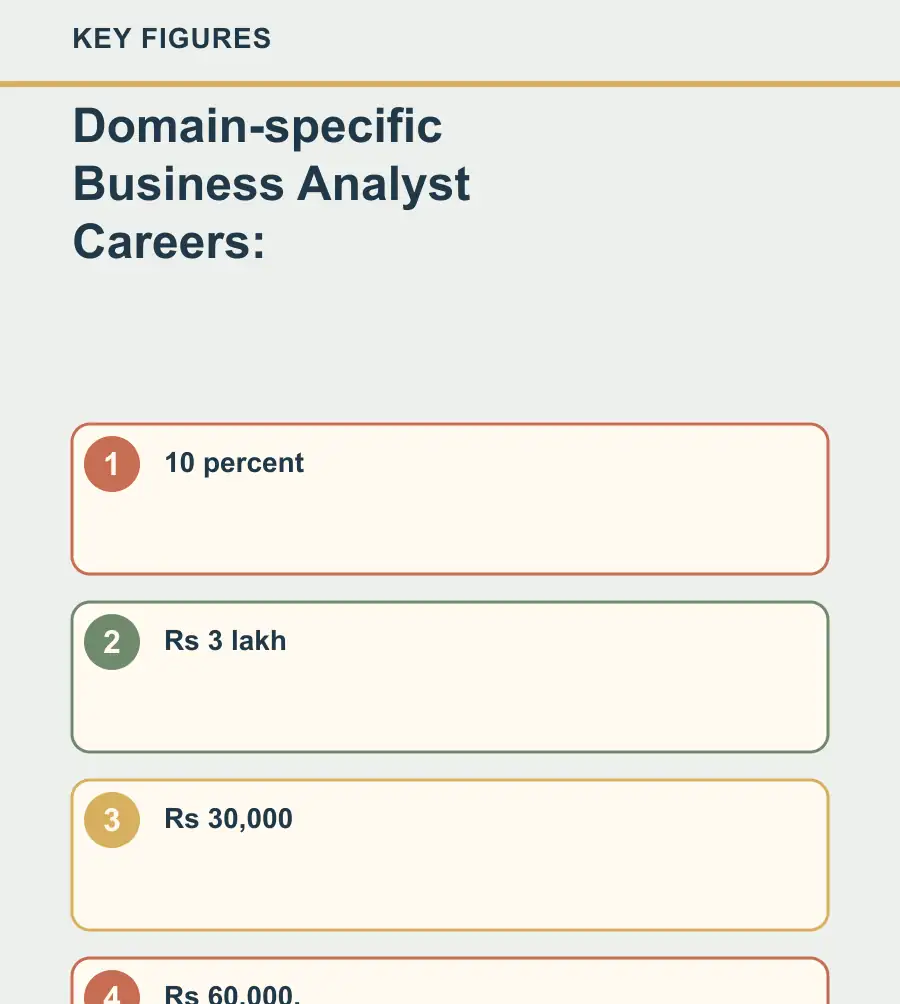 KEY FIGURES
Domain-specific
Business Analyst
Careers:
1 10 percent
2 Rs 3 lakh
3 Rs 30,000
4 Rs 60,000.